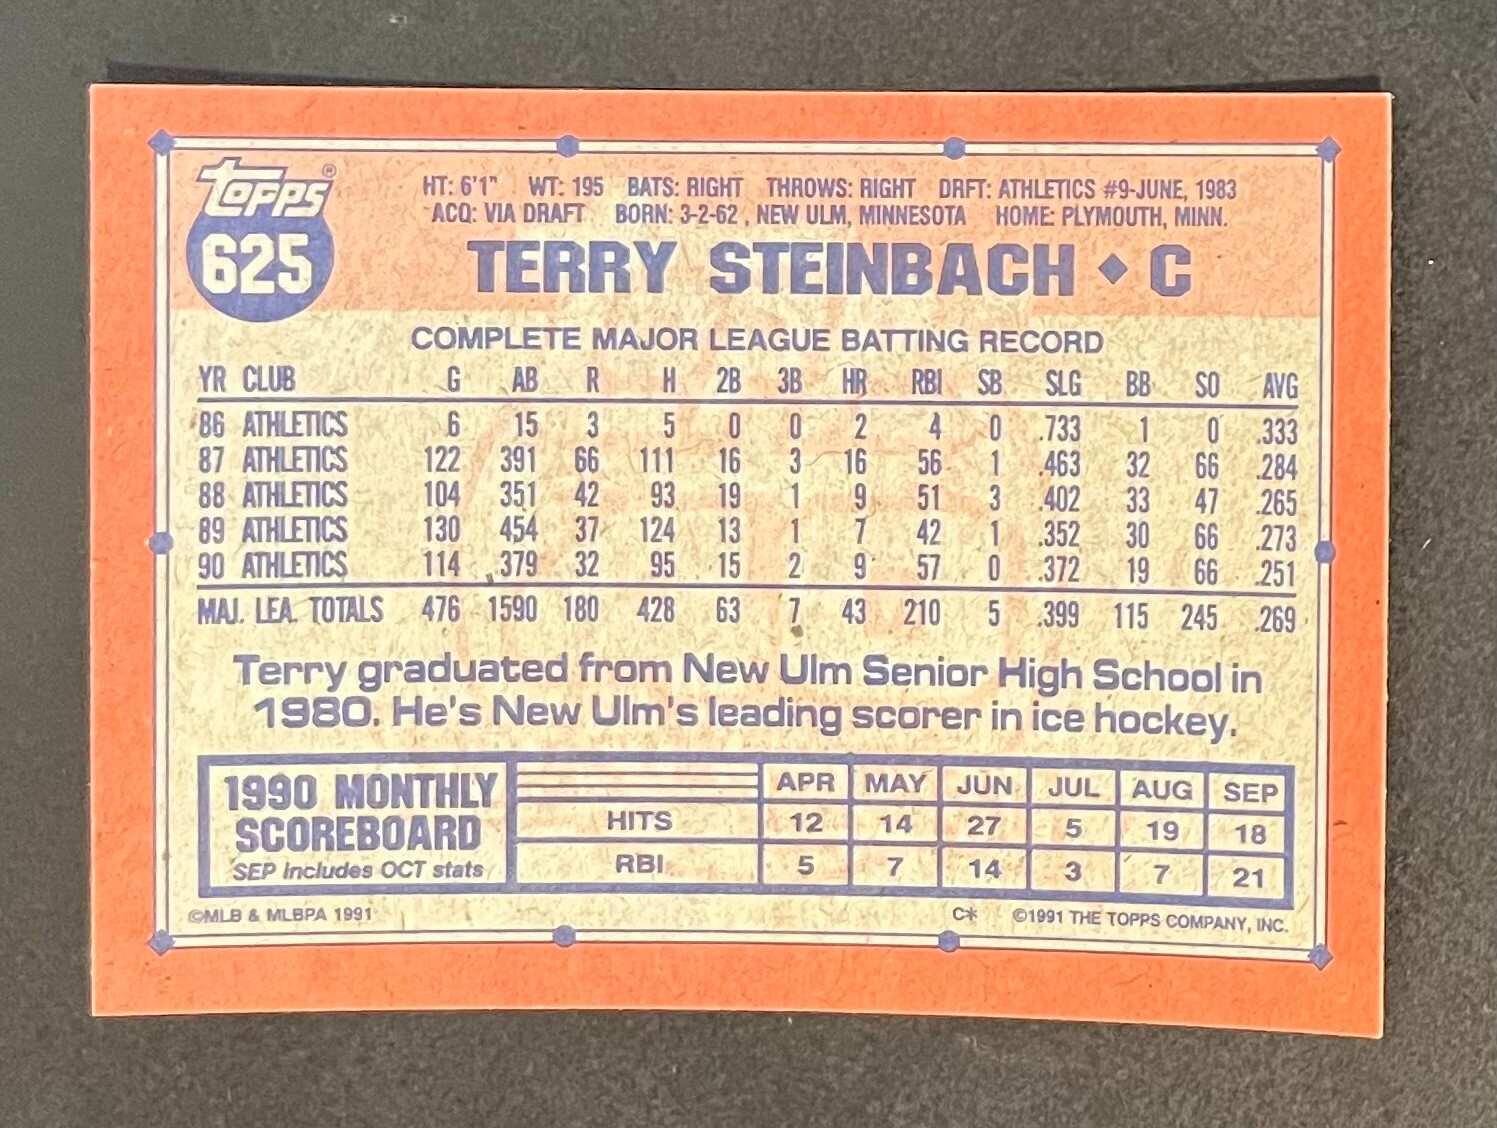 Topps®
625
HT: 6'1" WT: 195 BATS: RIGHT THROWS: RIGHT DRFT: ATHLETICS #9-JUNE, 1983
ACQ: VIA DRAFT BORN: 3-2-62, NEW ULM, MINNESOTA HOME: PLYMOUTH, MINN.
TERRY STEINBACH ◆ C
COMPLETE MAJOR LEAGUE BATTING RECORD
YR CLUB G AB R H 2B 3B HR RBI SB SLG BB SO AVG
86 ATHLETICS 6 15 3 5 0 0 2 4 0 .733 1 0 .333
87 ATHLETICS 122 391 66 111 16 3 16 56 1 .463 32 66 .284
88 ATHLETICS 104 351 42 93 19 1 9 51 3 .402 33 47 .265
89 ATHLETICS 130 454 37 124 13 1 7 42 1 .352 30 66 .273
90 ATHLETICS 114 379 32 95 15 2 9 57 0 .372 19 66 .251
MAJ. LEA. TOTALS 476 1590 180 428 63 7 43 210 5 .399 115 245 .269
Terry graduated from New Ulm Senior High School in
1980. He's New Ulm's leading scorer in ice hockey.
1990 MONTHLY
SCOREBOARD
SEP includes OCT stats
APR MAY JUN JUL AUG SEP
HITS 12 14 27 5 19 18
RBI 5 7 14 3 7 21
©MLB & MLBPA 1991 C* ©1991 THE TOPPS COMPANY, INC.